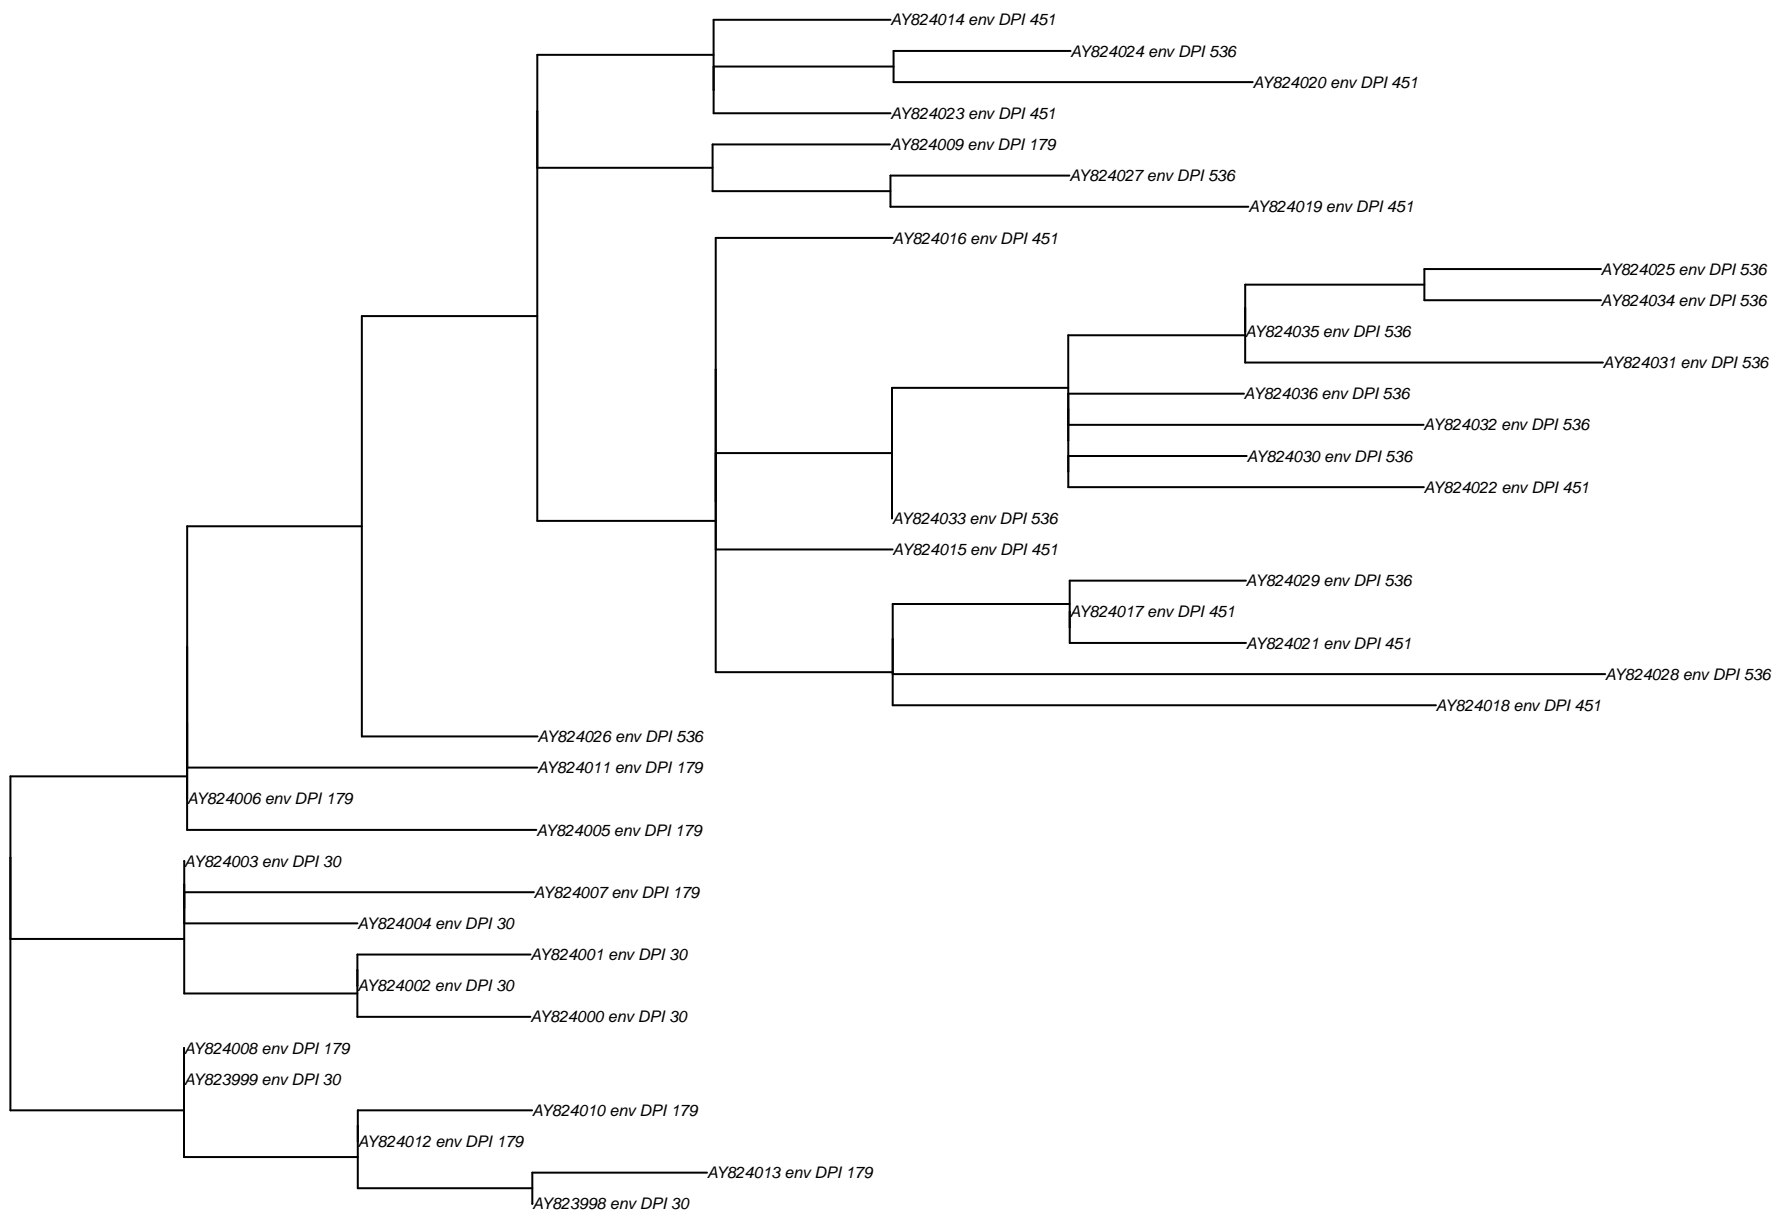 AY824014 env DPI 451
AY824024 env DPI 536
AY824020 env DPI 451
AY824023 env DPI 451
AY824009 env DPI 179
AY824027 env DPI 536
AY824019 env DPI 451
AY824016 env DPI 451
AY824025 env DPI 536
AY824034 env DPI 536
AY824035 env DPI 536
AY824031 env DPI 536
AY824036 env DPI 536
AY824032 env DPI 536
AY824030 env DPI 536
AY824022 env DPI 451
AY824033 env DPI 536
AY824015 env DPI 451
AY824029 env DPI 536
AY824017 env DPI 451
AY824021 env DPI 451
AY824028 env DPI 536
AY824018 env DPI 451
AY824026 env DPI 536
AY824011 env DPI 179
AY824006 env DPI 179
AY824005 env DPI 179
AY824003 env DPI 30
AY824007 env DPI 179
AY824004 env DPI 30
AY824001 env DPI 30
AY824002 env DPI 30
AY824000 env DPI 30
AY824008 env DPI 179
AY823999 env DPI 30
AY824010 env DPI 179
AY824012 env DPI 179
AY824013 env DPI 179
AY823998 env DPI 30